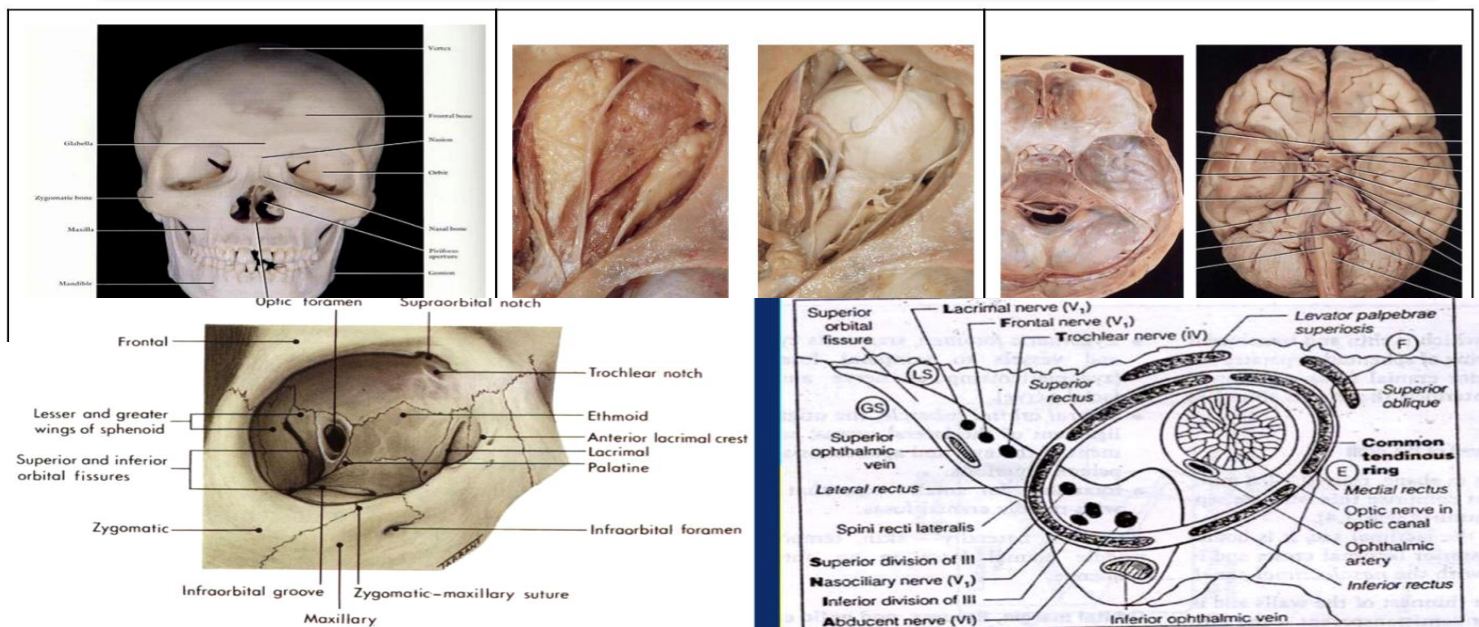 Vertex
Frontal bone
Glabella
Nasion
Orbit
Zygomatic bone
Maxilla
Nasal bone
Piriform
aperture
Gonion
Mandible
Optic foramen
Supraorbital notch
Frontal
Trochlear notch
Lesser and greater
wings of sphenoid
Ethmoid
Anterior lacrimal crest
Lacrimal
Palatine
Superior and inferior
orbital fissures
Zygomatic
Infraorbital foramen
Infraorbital groove
Zygomatic-maxillary suture
Maxillary
TARANI
Superior
orbital
fissure
Lacrimal nerve (V₁)
Frontal nerve (V₁)
Trochlear nerve (IV)
Levator palpebrae
superiosis
F
LS
GS
Superior
rectus
Superior
oblique
Superior
ophthalmic
vein
Common
tendinous
ring
E
Lateral rectus
Medial rectus
Spini recti lateralis
Optic nerve in
optic canal
Superior division of III
Ophthalmic
artery
Nasociliary nerve (V₁)
Inferior rectus
Inferior division of III
Abducent nerve (VI)
Inferior ophthalmic vein